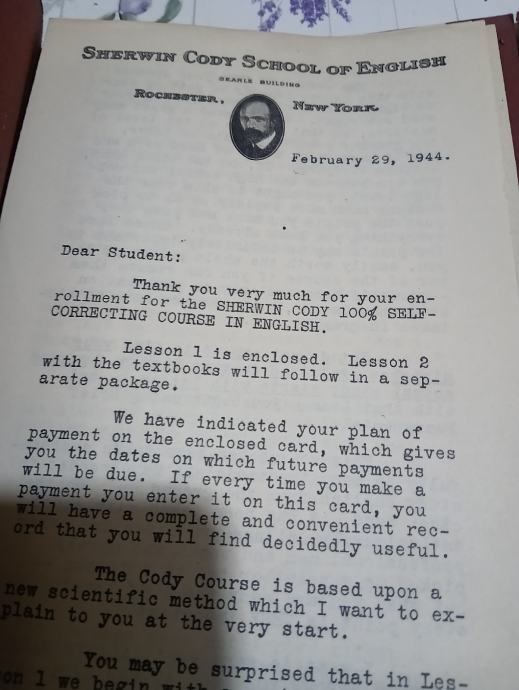 SHERWIN CODY SCHOOL OF ENGLISH
SEARLE BUILDING
ROCHESTER, NEW YORK
February 29, 1944.
Dear Student:
Thank you very much for your en-
rollment for the SHERWIN CODY 100% SELF-
CORRECTING COURSE IN ENGLISH.
Lesson 1 is enclosed. Lesson 2
with the textbooks will follow in a sep-
arate package.
We have indicated your plan of
payment on the enclosed card, which gives
you the dates on which future payments
will be due. If every time you make a
payment you enter it on this card, you
will have a complete and convenient rec-
ord that you will find decidedly useful.
The Cody Course is based upon a
new scientific method which I want to ex-
plain to you at the very start.
You may be surprised that in Les-
on 1 we begin with